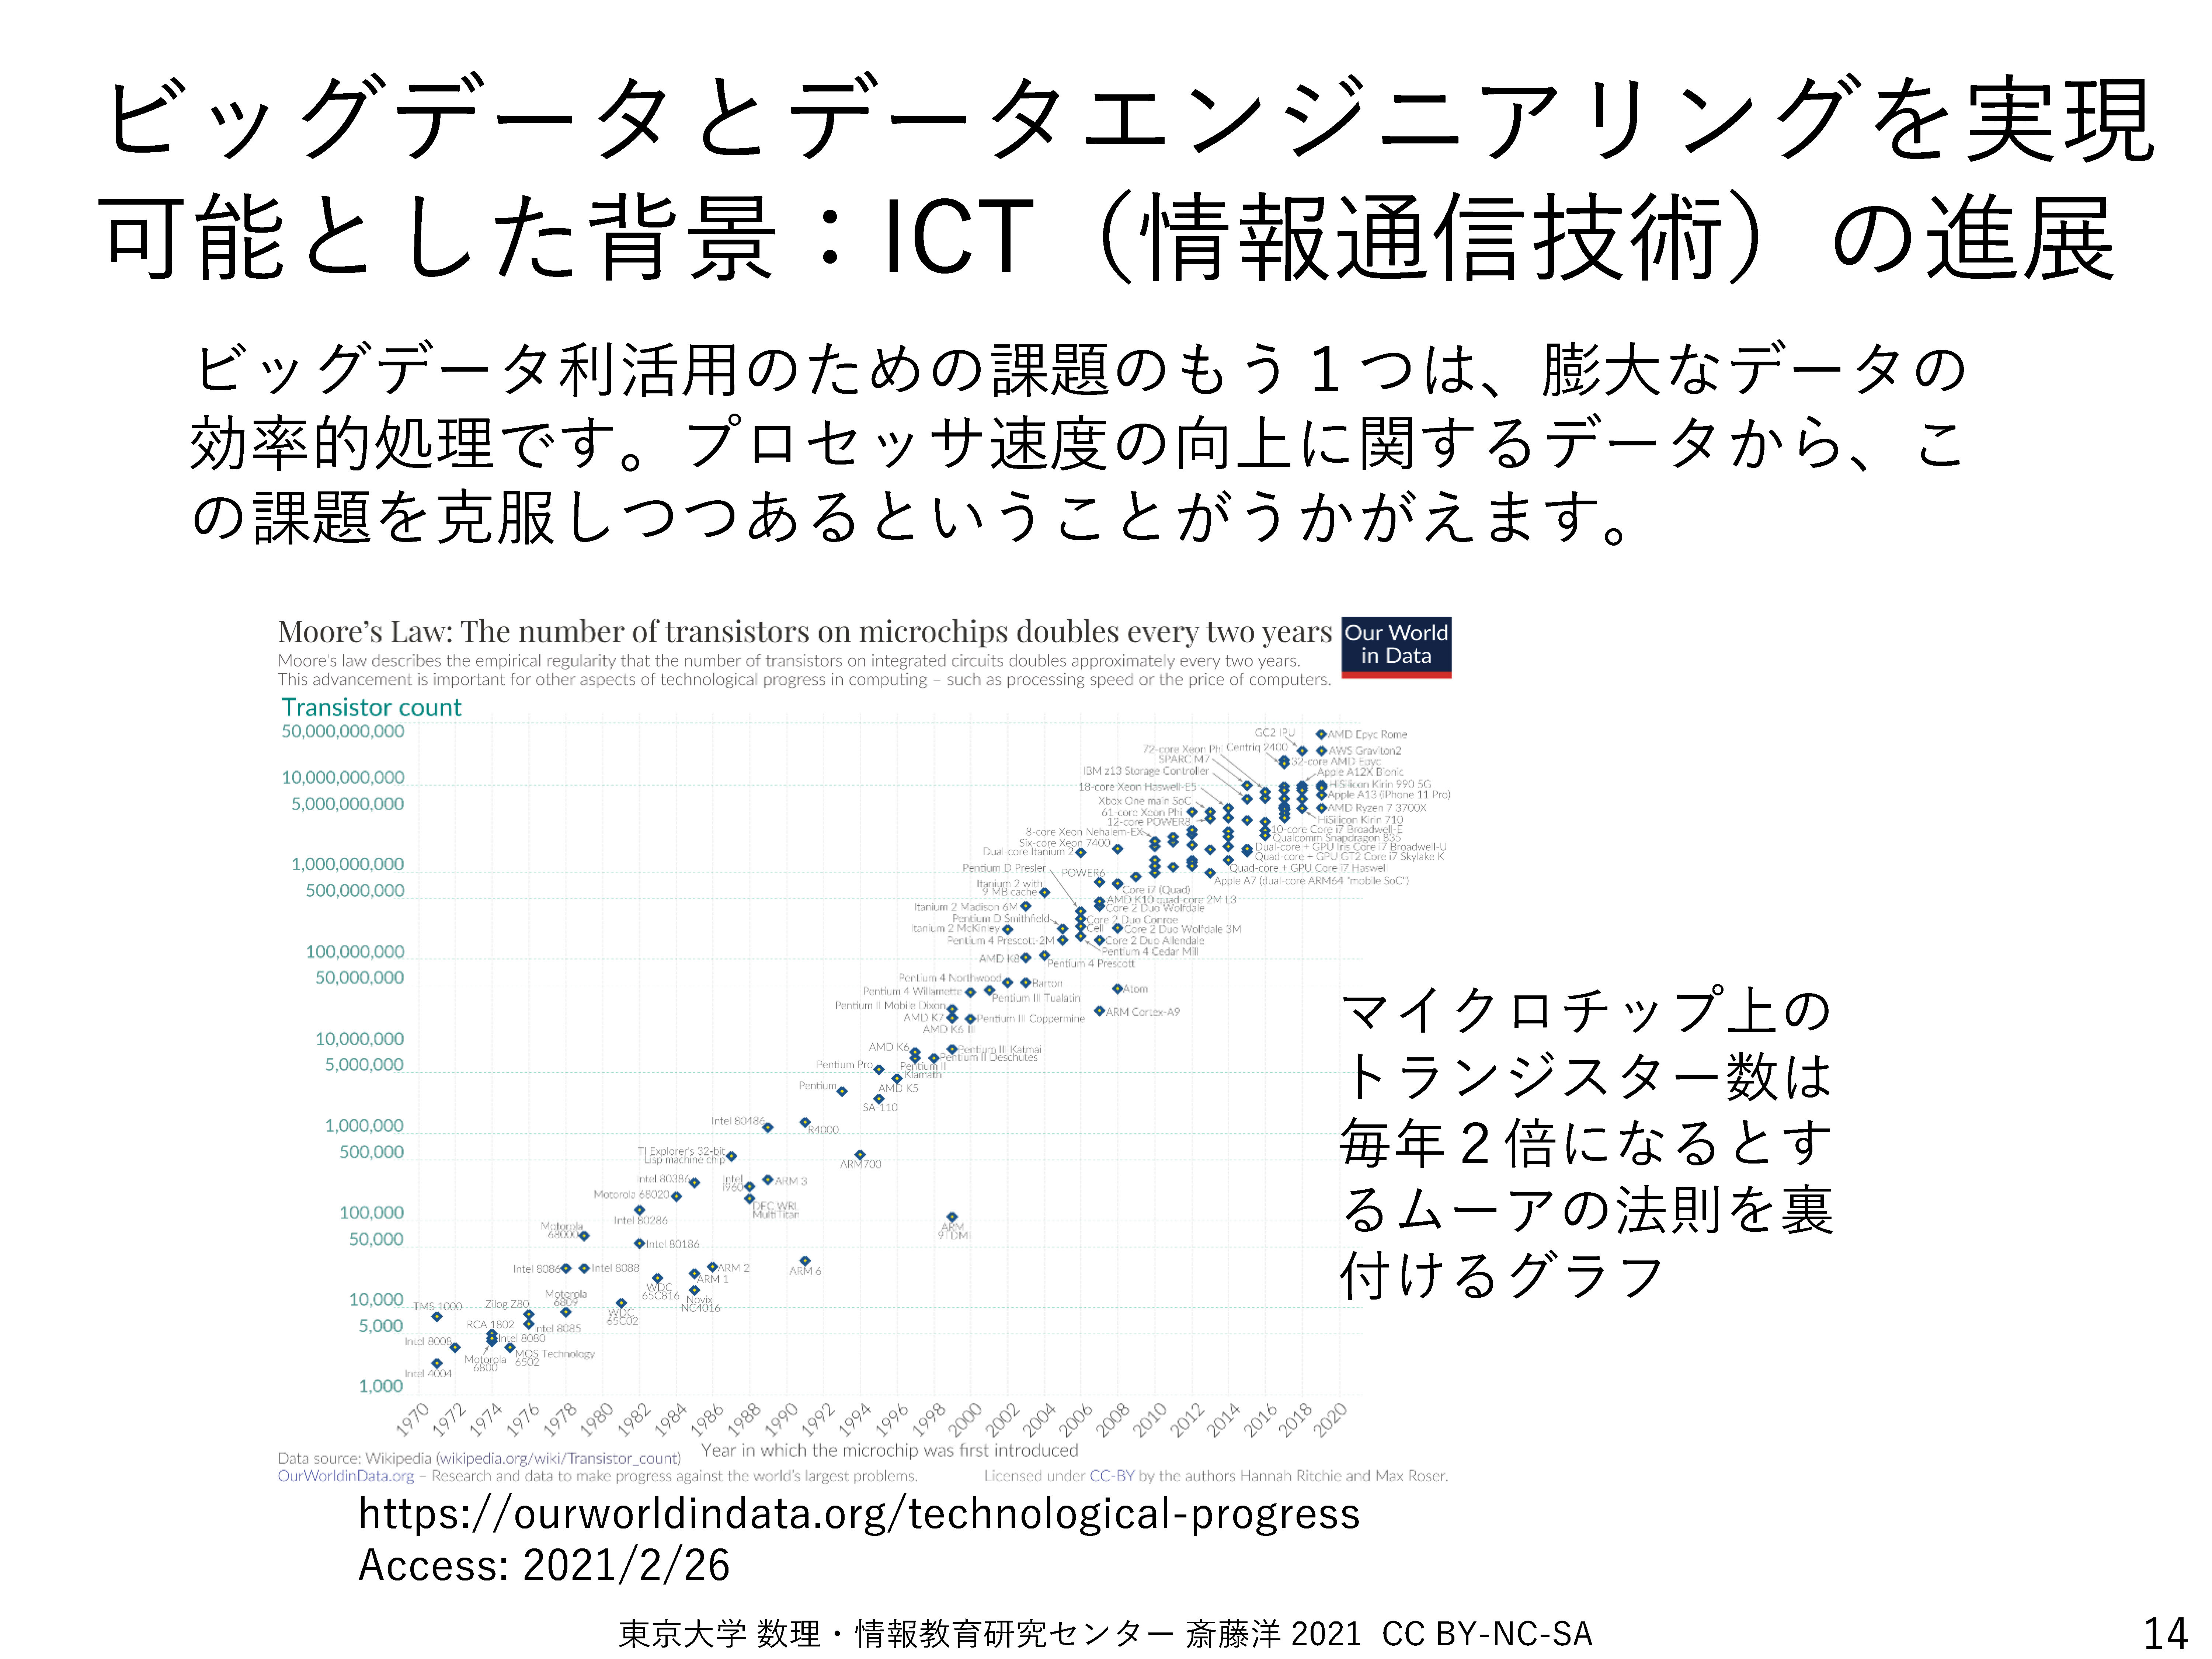 ビッグデータとデータエンジニアリングを実現
可能とした背景：ICT（情報通信技術）の進展
ビッグデータ利活用のための課題のもう１つは、膨大なデータの
効率的処理です。プロセッサ速度の向上に関するデータから、こ
の課題を克服しつつあるということがうかがえます。
Moore's Law: The number of transistors on microchips doubles every two years
Our World
in Data
Moore's law describes the empirical regularity that the number of transistors on integrated circuits doubles approximately every two years.
This advancement is important for other aspects of technological progress in computing – such as processing speed or the price of computers.
Transistor count
50,000,000,000
10,000,000,000
5,000,000,000
1,000,000,000
500,000,000
100,000,000
50,000,000
10,000,000
5,000,000
1,000,000
500,000
100,000
50,000
10,000
5,000
1,000
GC2 IPU
AMD Epyc Rome
72-core Xeon Phi
Centriq 2400
AWS Graviton2
SPARC M7
32-core AMD Epyc
IBM z13 Storage Controller
Apple A12X Bionic
18-core Xeon Haswell-E5
HiSilicon Kirin 990 5G
Xbox One main SoC
Apple A13 (iPhone 11 Pro)
61-core Xeon Phi
AMD Ryzen 7 3700X
12-core POWER8
HiSilicon Kirin 710
8-core Xeon Nehalem-EX
10-core Core i7 Broadwell-E
Six-core Xeon 7400
Qualcomm Snapdragon 835
Dual-core Itanium 2
Dual-core + GPU Iris Core i7 Broadwell-U
Quad-core + GPU GT2 Core i7 Skylake K
Pentium D Presler
POWER6
Quad-core + GPU Core i7 Haswell
Itanium 2 with
9 MB cache
Apple A7 (dual-core ARM64 "mobile SoC")
Core i7 (Quad)
AMD K10 quad-core 2M L3
Itanium 2 Madison 6M
Core 2 Duo Wolfdale
Pentium D Smithfield
Core 2 Duo Conroe
Itanium 2 McKinley
Cell
Core 2 Duo Wolfdale 3M
Pentium 4 Prescott-2M
Core 2 Duo Allendale
Pentium 4 Cedar Mill
AMD K8
Pentium 4 Prescott
Pentium 4 Northwood
Barton
Atom
Pentium 4 Willamette
Pentium III Tualatin
Pentium II Mobile Dixon
ARM Cortex-A9
AMD K7
Pentium III Coppermine
AMD K6 III
AMD K6
Pentium III Katmai
Pentium II Deschutes
Pentium Pro
Pentium II
Klamath
Pentium
AMD K5
SA-110
Intel 80486
R4000
TI Explorer's 32-bit
Lisp machine chip
ARM700
Intel 80386
Intel
i960
ARM 3
Motorola 68020
DEC WRL
MultiTitan
Intel 80286
ARM
9TDMI
Motorola
68000
Intel 80186
Intel 8086
Intel 8088
ARM 2
ARM 6
ARM 1
WDC
65C816
Novix
NC4016
Motorola
6809
TMS 1000
Zilog Z80
WDC
65C02
RCA 1802
Intel 8085
Intel 8008
Intel 8080
MOS Technology
6502
Motorola
6800
Intel 4004
1970 1972 1974 1976 1978 1980 1982 1984 1986 1988 1990 1992 1994 1996 1998 2000 2002 2004 2006 2008 2010 2012 2014 2016 2018 2020
Year in which the microchip was first introduced
Data source: Wikipedia (wikipedia.org/wiki/Transistor_count)
OurWorldinData.org – Research and data to make progress against the world's largest problems.
Licensed under CC-BY by the authors Hannah Ritchie and Max Roser.
マイクロチップ上の
トランジスター数は
毎年２倍になるとす
るムーアの法則を裏
付けるグラフ
https://ourworldindata.org/technological-progress
Access: 2021/2/26
東京大学 数理・情報教育研究センター 斎藤洋 2021 CC BY-NC-SA
14